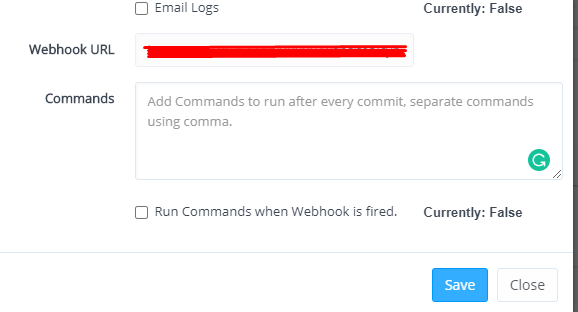 Email Logs Currently: False
Webhook URL
Commands Add Commands to run after every commit, separate commands
using comma.
Run Commands when Webhook is fired. Currently: False
Save Close